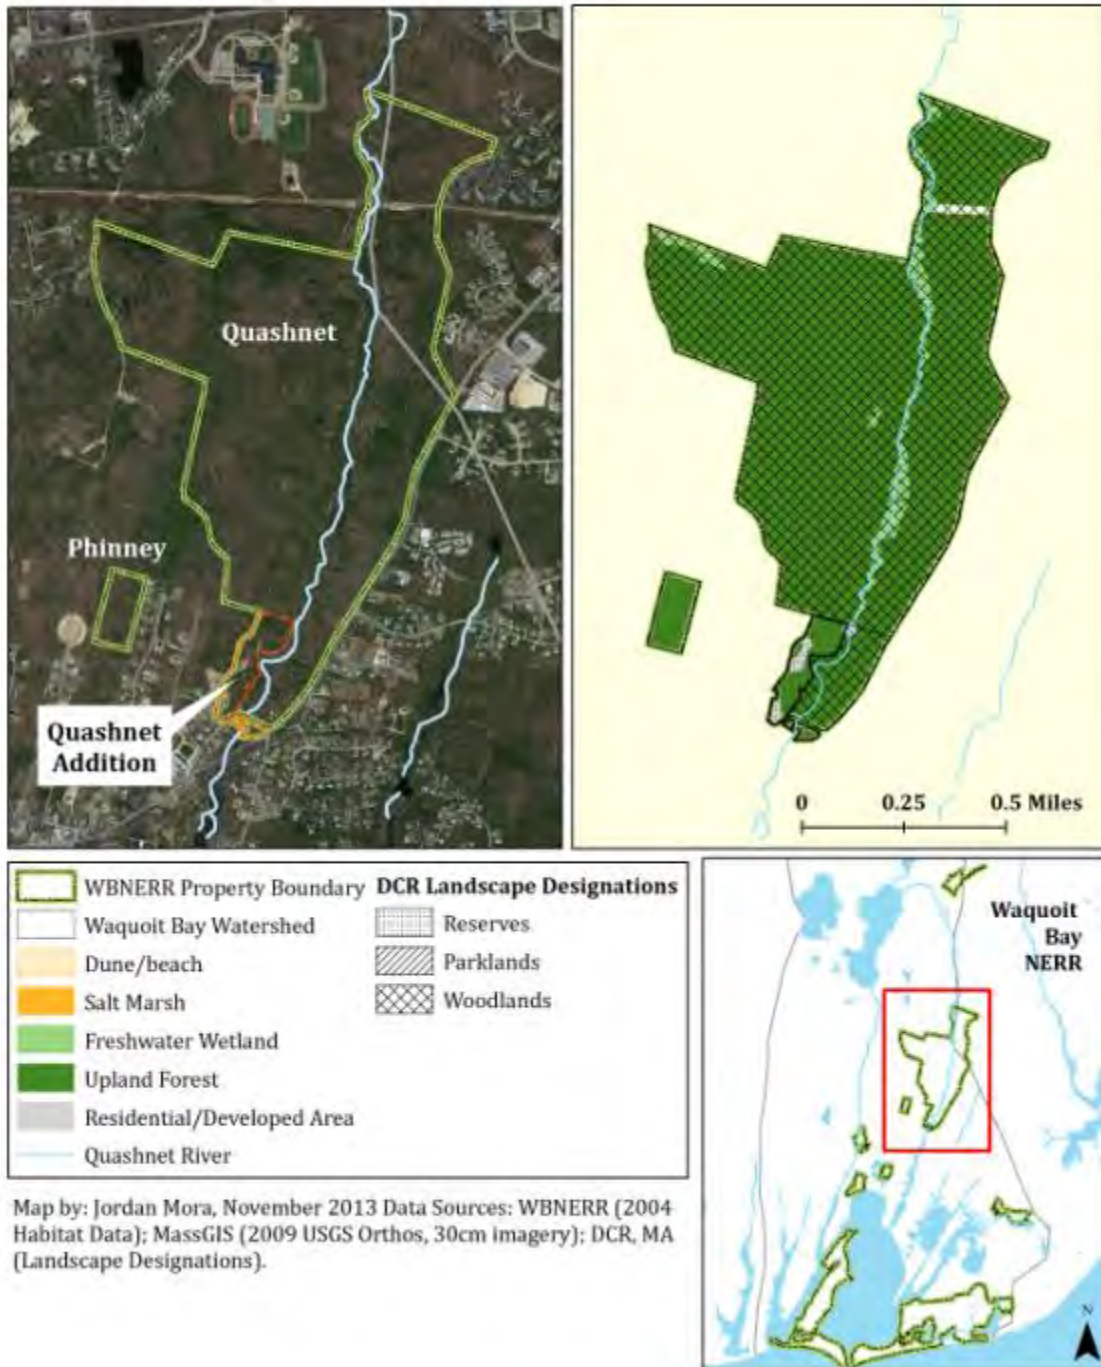 Quashnet
Phinney
Quashnet
Addition
0 0.25 0.5 Miles
WBNERR Property Boundary
Waquoit Bay Watershed
Dune/beach
Salt Marsh
Freshwater Wetland
Upland Forest
Residential/Developed Area
Quashnet River
DCR Landscape Designations
Reserves
Parklands
Woodlands
Waquoit
Bay
NERR
N
Map by: Jordan Mora, November 2013 Data Sources: WBNERR (2004
Habitat Data); MassGIS (2009 USGS Orthos, 30cm imagery); DCR, MA
(Landscape Designations).